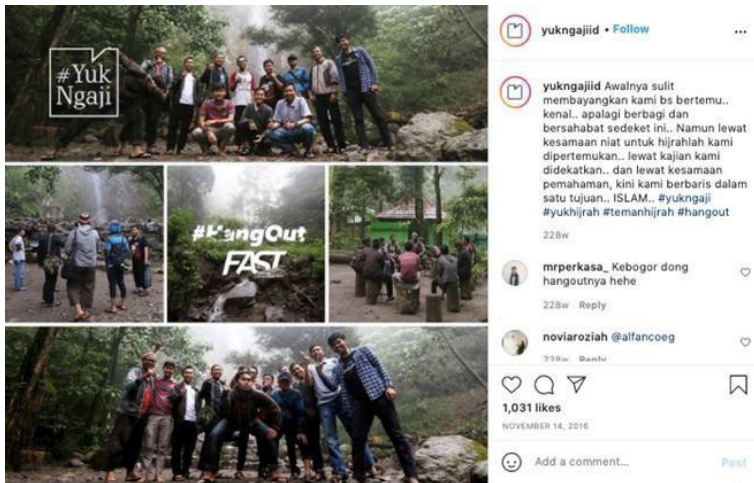 #Yuk
Ngaji
#HangOut
FAST
yukngajiid • Follow
yukngajiid Awalnya sulit
membayangkan kami bs bertemu..
kenal.. apalagi berbagi dan
bersahabat sedeket ini.. Namun lewat
kesamaan niat untuk hijrahlah kami
dipertemukan.. lewat kajian kami
didekatkan.. dan lewat kesamaan
pemahaman, kini kami berbaris dalam
satu tujuan.. ISLAM.. #yukngaji
#yukhijrah #temanhijrah #hangout
228w
mrperkasa_ Kebogor dong
hangoutnya hehe
228w Reply
noviaroziah @alfancoeg
228w Reply
1,031 likes
NOVEMBER 14, 2016
Add a comment... Post